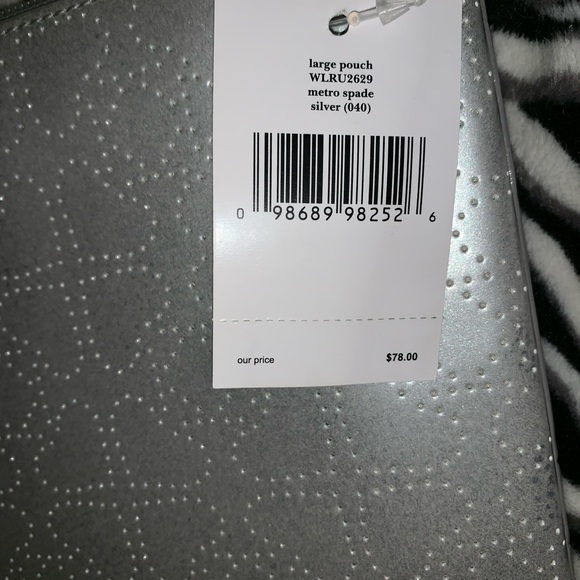 large pouch
WLRU2629
metro spade
silver (040)
0 98689 98252 6
our price $78.00